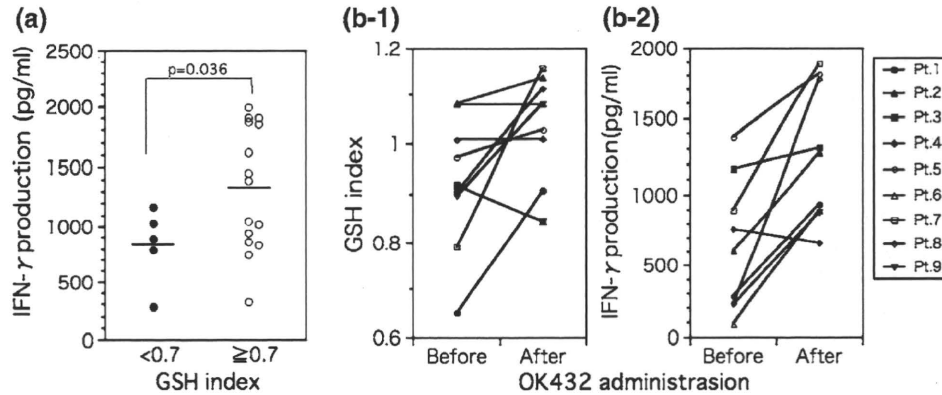 (a)
IFN-γ production (pg/ml)
2500
2000
1500
1000
500
0
p=0.036
<0.7
≧0.7
GSH index
(b-1)
GSH index
1.2
1
0.8
0.6
Before
After
(b-2)
IFN-γ production(pg/ml)
2000
1500
1000
500
0
Before
After
OK432 administrasion
Pt.1
Pt.2
Pt.3
Pt.4
Pt.5
Pt.6
Pt.7
Pt.8
Pt.9